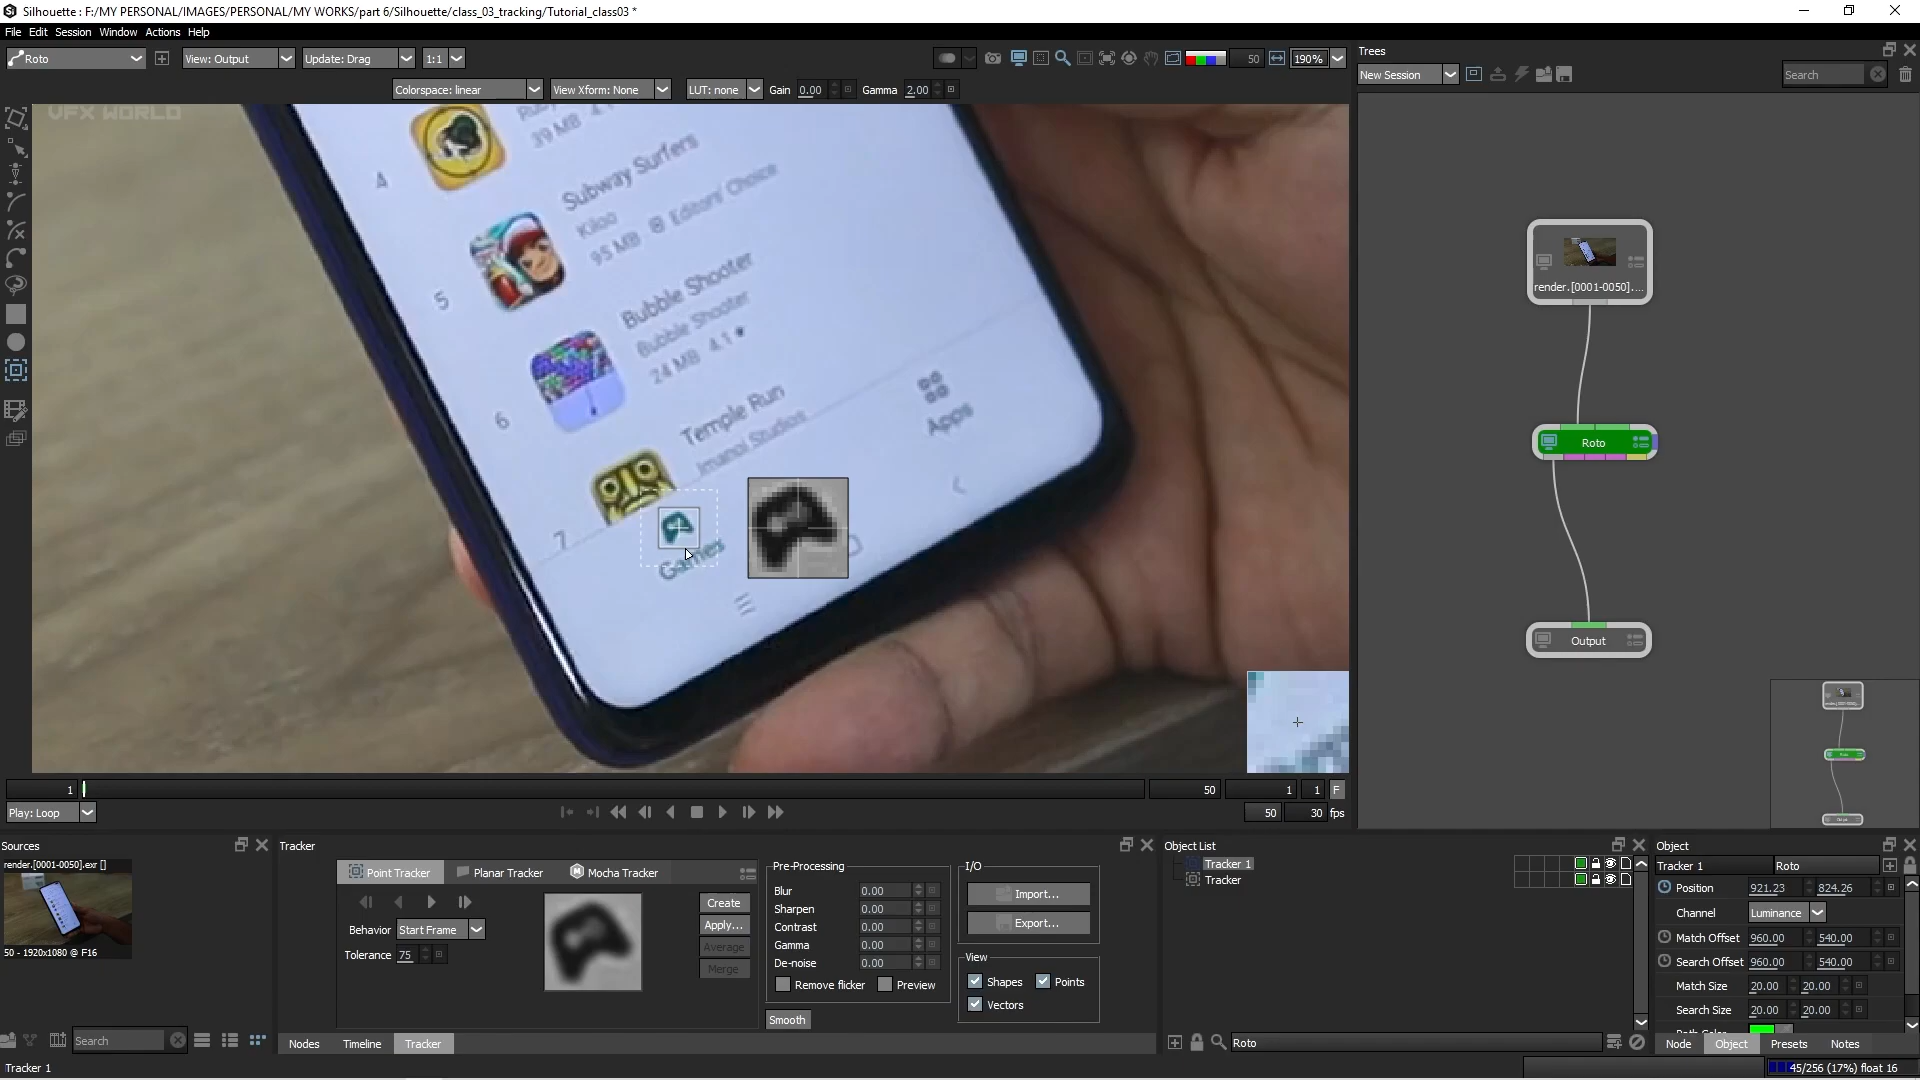 Silhouette : F:/MY PERSONAL/IMAGES/PERSONAL/MY WORKS/part 6/Silhouette/class_03_tracking/Tutorial_class03 *
File Edit Session Window Actions Help
Roto View: Output Update: Drag 1:1 50 190%
Colorspace: linear View Xform: None LUT: none Gain 0.00 Gamma 2.00
Trees
New Session Search
VFX WORLD
39 MB
4
Subway Surfers
Kiloo
95 MB Editors' Choice
5
Bubble Shooter
Bubble Shooter
24 MB 4.1
6
Temple Run
Imangi Studios
7
Games
Apps
render.[0001-0050]....
Roto
Output
1 50 1 1 F
Play: Loop 50 30 fps
Sources
render.[0001-0050].exr []
50 - 1920x1080 @ F16
Search
Tracker
Point Tracker Planar Tracker Mocha Tracker
Behavior Start Frame
Tolerance 75
Create
Apply...
Average
Merge
Pre-Processing
Blur 0.00
Sharpen 0.00
Contrast 0.00
Gamma 0.00
De-noise 0.00
Remove flicker Preview
Smooth
I/O
Import...
Export...
View
Shapes Points
Vectors
Nodes Timeline Tracker
Object List
Tracker 1
Tracker
Roto
Object
Tracker 1 Roto
Position 921.23 824.26
Channel Luminance
Match Offset 960.00 540.00
Search Offset 960.00 540.00
Match Size 20.00 20.00
Search Size 20.00 20.00
Path Color
Node Object Presets Notes
Tracker 1
45/256 (17%) float 16